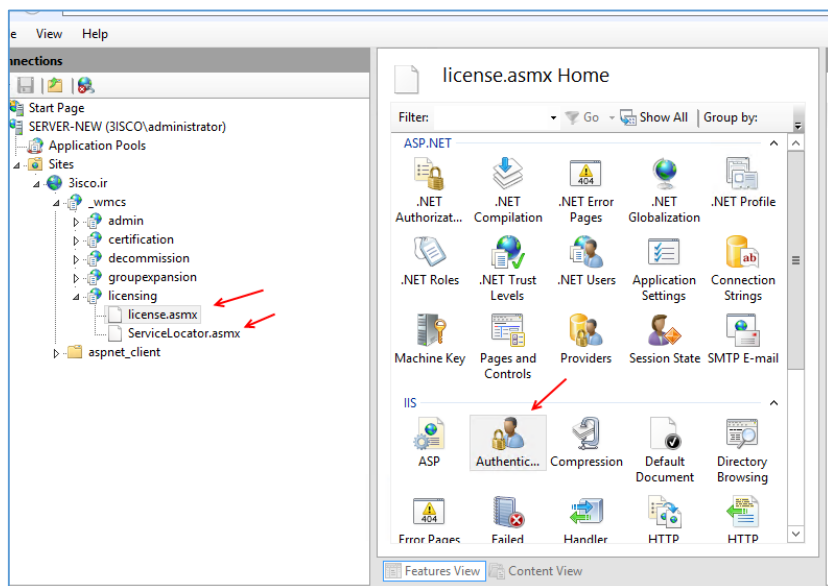 e View Help
nnections
Start Page
SERVER-NEW (3ISCO\administrator)
Application Pools
Sites
3isco.ir
_wmcs
admin
certification
decommission
groupexpansion
licensing
license.asmx
ServiceLocator.asmx
aspnet_client
license.asmx Home
Filter: Go Show All Group by:
ASP.NET
.NET Authorizat...
.NET Compilation
.NET Error Pages
.NET Globalization
.NET Profile
.NET Roles
.NET Trust Levels
.NET Users
Application Settings
Connection Strings
Machine Key
Pages and Controls
Providers
Session State
SMTP E-mail
IIS
ASP
Authentic...
Compression
Default Document
Directory Browsing
Error Pages
Failed
Handler
HTTP
HTTP
Features View Content View